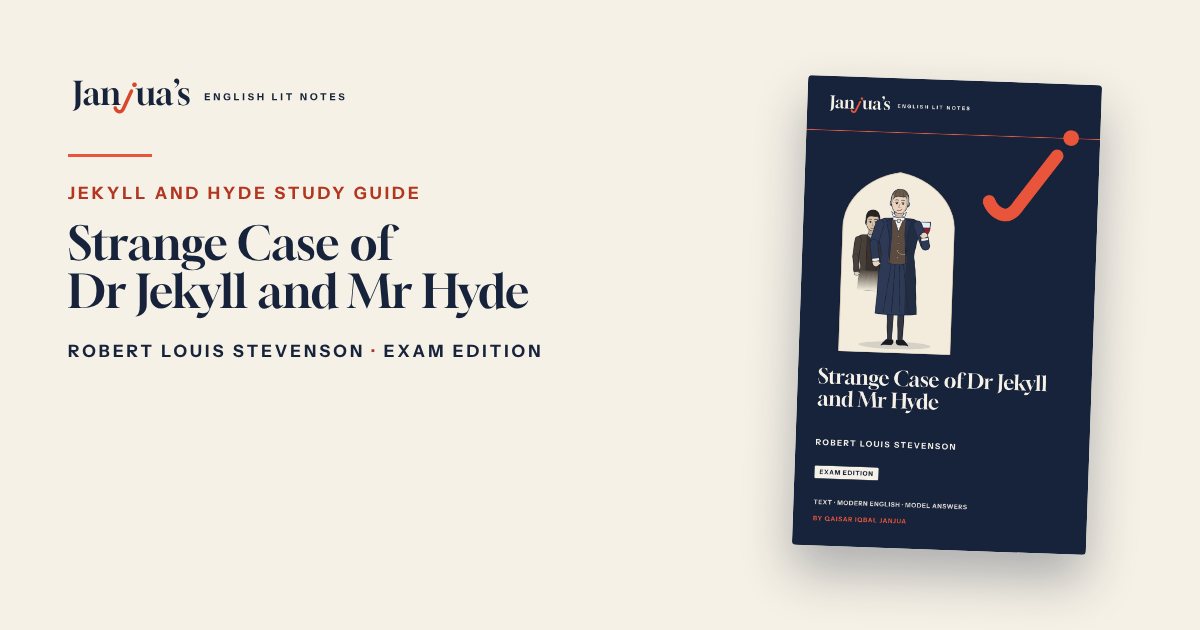 Janjua's ENGLISH LIT NOTES
JEKYLL AND HYDE STUDY GUIDE
Strange Case of
Dr Jekyll and Mr Hyde
ROBERT LOUIS STEVENSON · EXAM EDITION
Janjua's ENGLISH LIT NOTES
Strange Case of Dr Jekyll
and Mr Hyde
ROBERT LOUIS STEVENSON
EXAM EDITION
TEXT · MODERN ENGLISH · MODEL ANSWERS
BY QAISAR IQBAL JANJUA